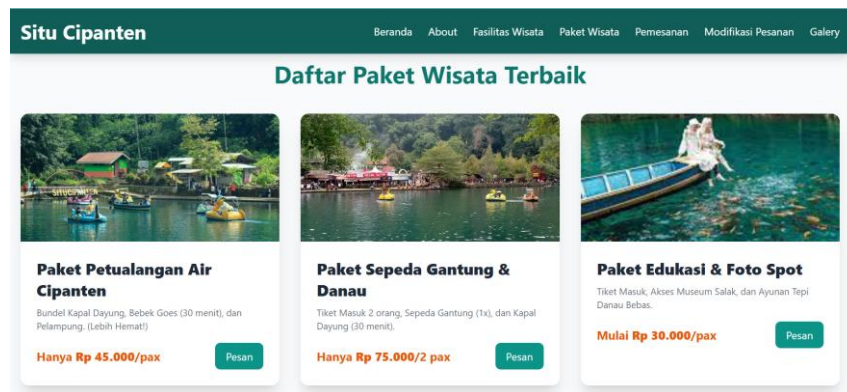 Situ Cipanten
Beranda About Fasilitas Wisata Paket Wisata Pemesanan Modifikasi Pesanan Galery
Daftar Paket Wisata Terbaik
Paket Petualangan Air
Cipanten
Bundel Kapal Dayung, Bebek Goes (30 menit), dan
Pelampung. (Lebih Hemat!)
Hanya Rp 45.000/pax
Pesan
Paket Sepeda Gantung &
Danau
Tiket Masuk 2 orang, Sepeda Gantung (1x), dan Kapal
Dayung (30 menit).
Hanya Rp 75.000/2 pax
Pesan
Paket Edukasi & Foto Spot
Tiket Masuk, Akses Museum Salak, dan Ayunan Tepi
Danau Bebas.
Mulai Rp 30.000/pax
Pesan